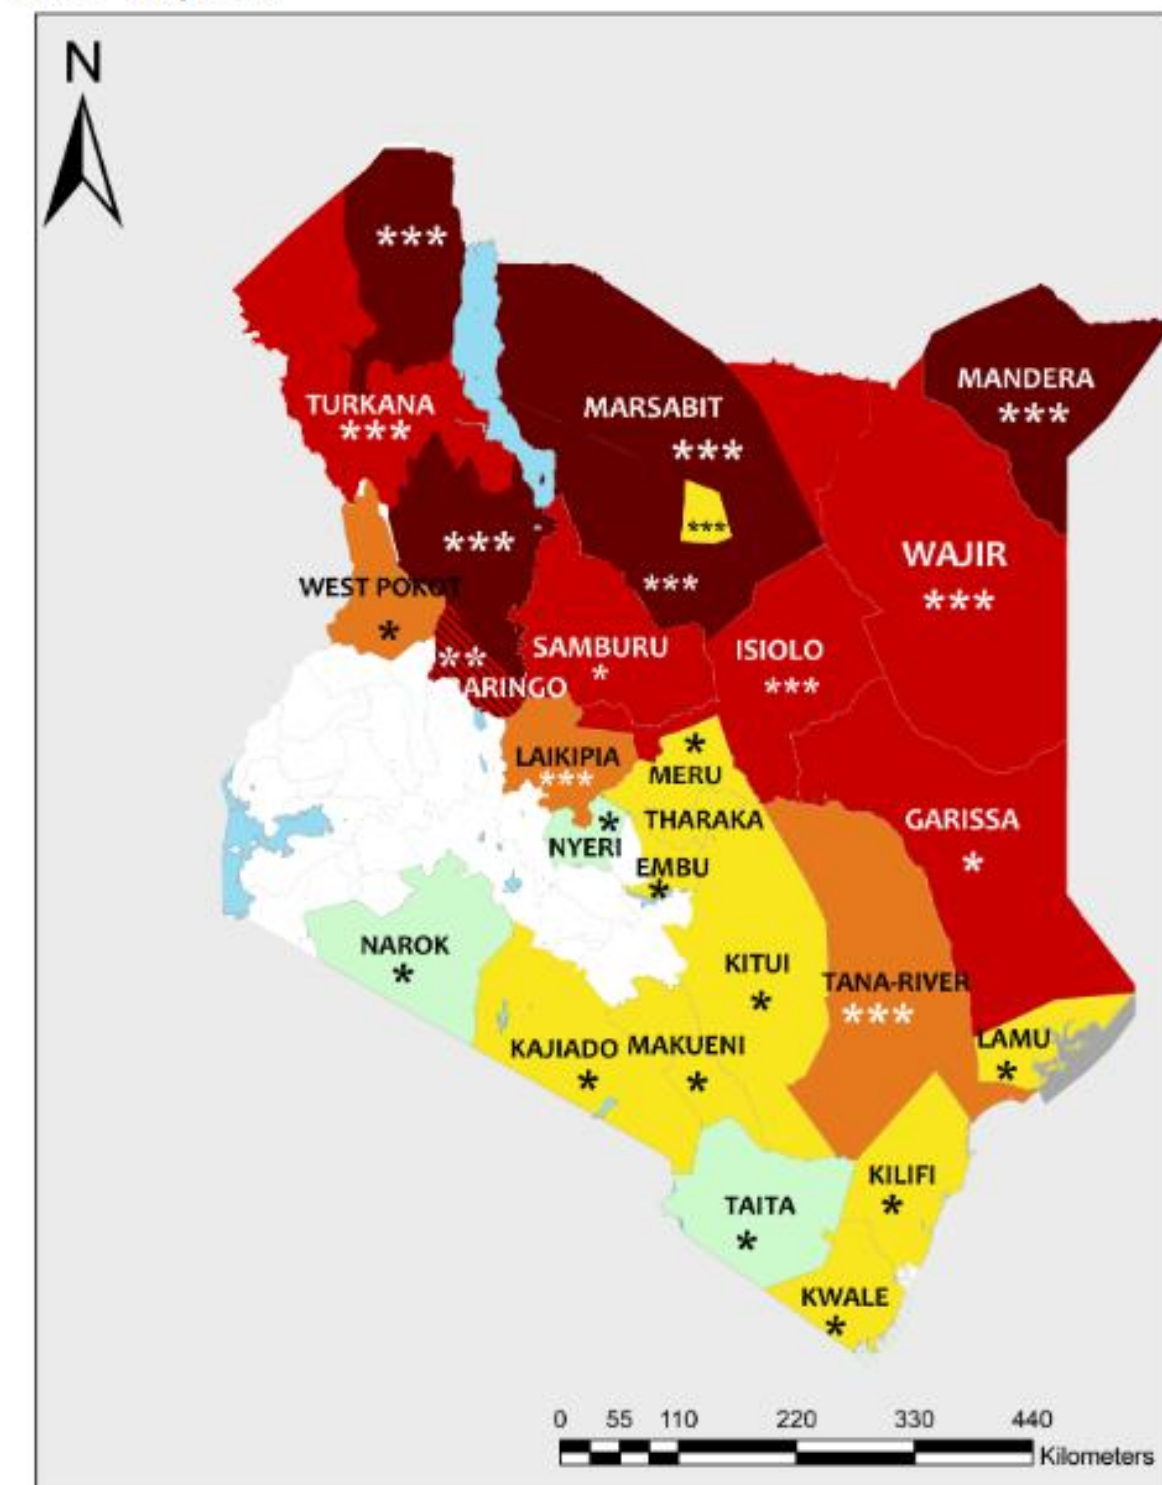 N
***
TURKANA
***
MARSABIT
***
MANDERA
***
***
***
***
WAJIR
***
WEST POKOT
*
**
BARINGO
SAMBURU
*
ISIOLO
***
LAIKIPIA
***
*
MERU
*
NYERI
THARAKA
EMBU
*
GARISSA
*
NAROK
*
KITUI
*
TANA-RIVER
***
KAJIADO
*
MAKUENI
*
LAMU
*
TAITA
*
KILIFI
*
KWALE
*
0 55 110 220 330 440
Kilometers